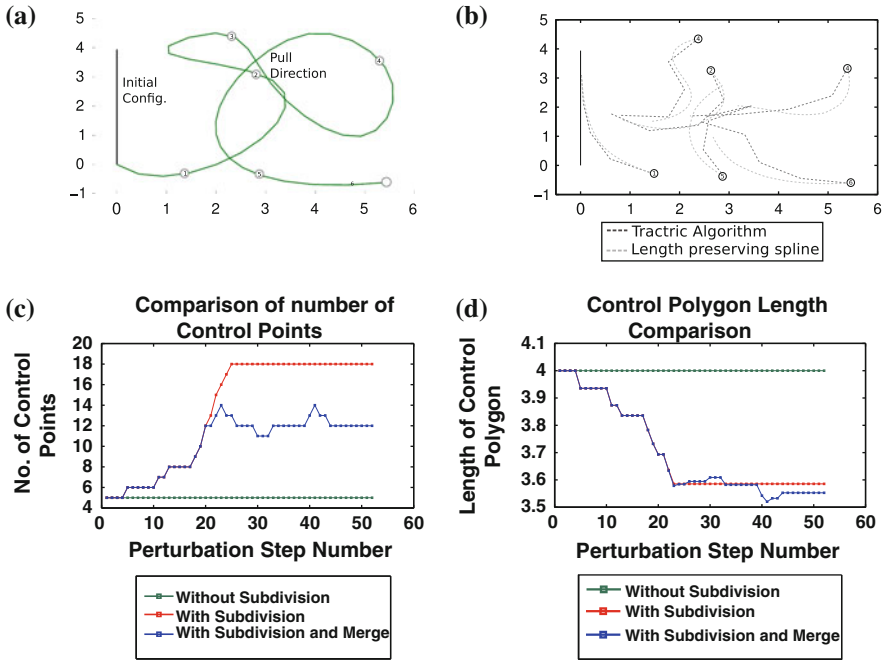 (a)
5
4
3
2
1
0
−1
0 1 2 3 4 5 6
Initial
Config.
Pull
Direction
1
2
3
3
5
6
(b)
5
4
3
2
1
0
−1
0 1 2 3 4 5 6
4
2
4
1
5
6
Tractric Algorithm
Length preserving spline
(c)
Comparison of number of
Control Points
No. of Control
Points
20
18
16
14
12
10
8
6
4
0 10 20 30 40 50 60
Perturbation Step Number
Without Subdivision
With Subdivision
With Subdivision and Merge
(d)
Control Polygon Length
Comparison
Length of Control
Polygon
4.1
4
3.9
3.8
3.7
3.6
3.5
0 10 20 30 40 50 60
Perturbation Step Number
Without Subdivision
With Subdivision
With Subdivision and Merge